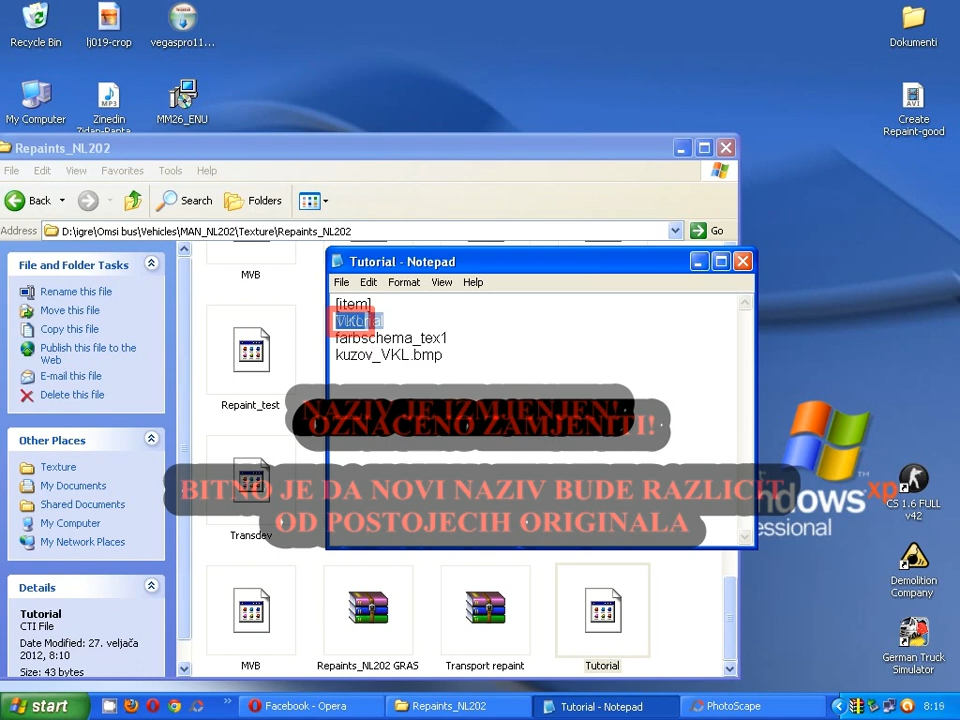 Recycle Bin
lj019-crop
vegaspro11...
Dokumenti
My Computer
Zinedin
Zidan-Panta
MM26_ENU
Create
Repaint-good
Repaints_NL202
File Edit View Favorites Tools Help
Back Search Folders
Address D:\igre\Omsi bus\Vehicles\MAN_NL202\Texture\Repaints_NL202 Go
File and Folder Tasks
Rename this file
Move this file
Copy this file
Publish this file to the
Web
E-mail this file
Delete this file
Other Places
Texture
My Documents
Shared Documents
My Computer
My Network Places
Details
Tutorial
CTI File
Date Modified: 27. veljača
2012, 8:10
Size: 43 bytes
MVB
Repaint_test
Transdev
MVB
Repaints_NL202 GRAS
Transport repaint
Tutorial
Tutorial - Notepad
File Edit Format View Help
[item]
farbschema_tex1
kuzov_VKL.bmp
NAZIV JE IZMJENJEN!
OZNACENO ZAMJENITI!
BITNO JE DA NOVI NAZIV BUDE RAZLICIT
OD POSTOJECIH ORIGINALA
ndows xp
essional
CS 1.6 FULL
v42
Demolition
Company
German Truck
Simulator
start
Facebook - Opera
Repaints_NL202
Tutorial - Notepad
PhotoScape
8:16